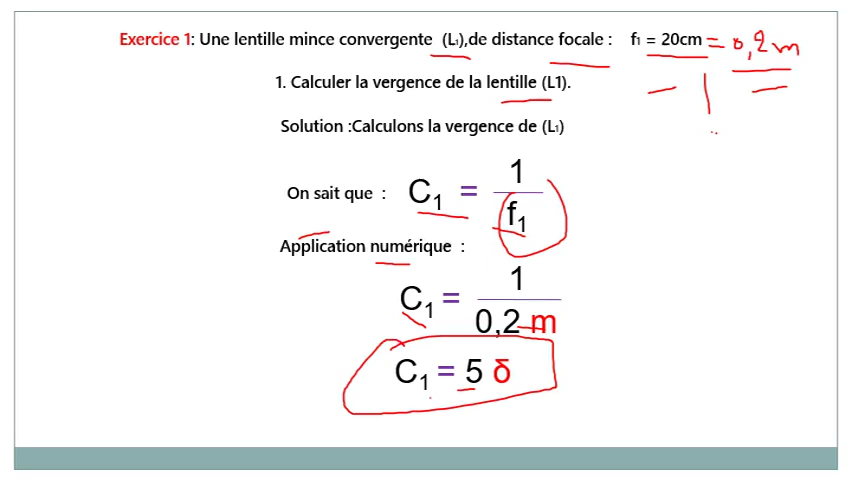 Exercice 1: Une lentille mince convergente (L1),de distance focale : f1 = 20cm = 0,2 m
1. Calculer la vergence de la lentille (L1).
Solution :Calculons la vergence de (L1)
On sait que : C1 = 1 / f1
Application numérique :
C1 = 1 / 0,2 m
C1 = 5 δ